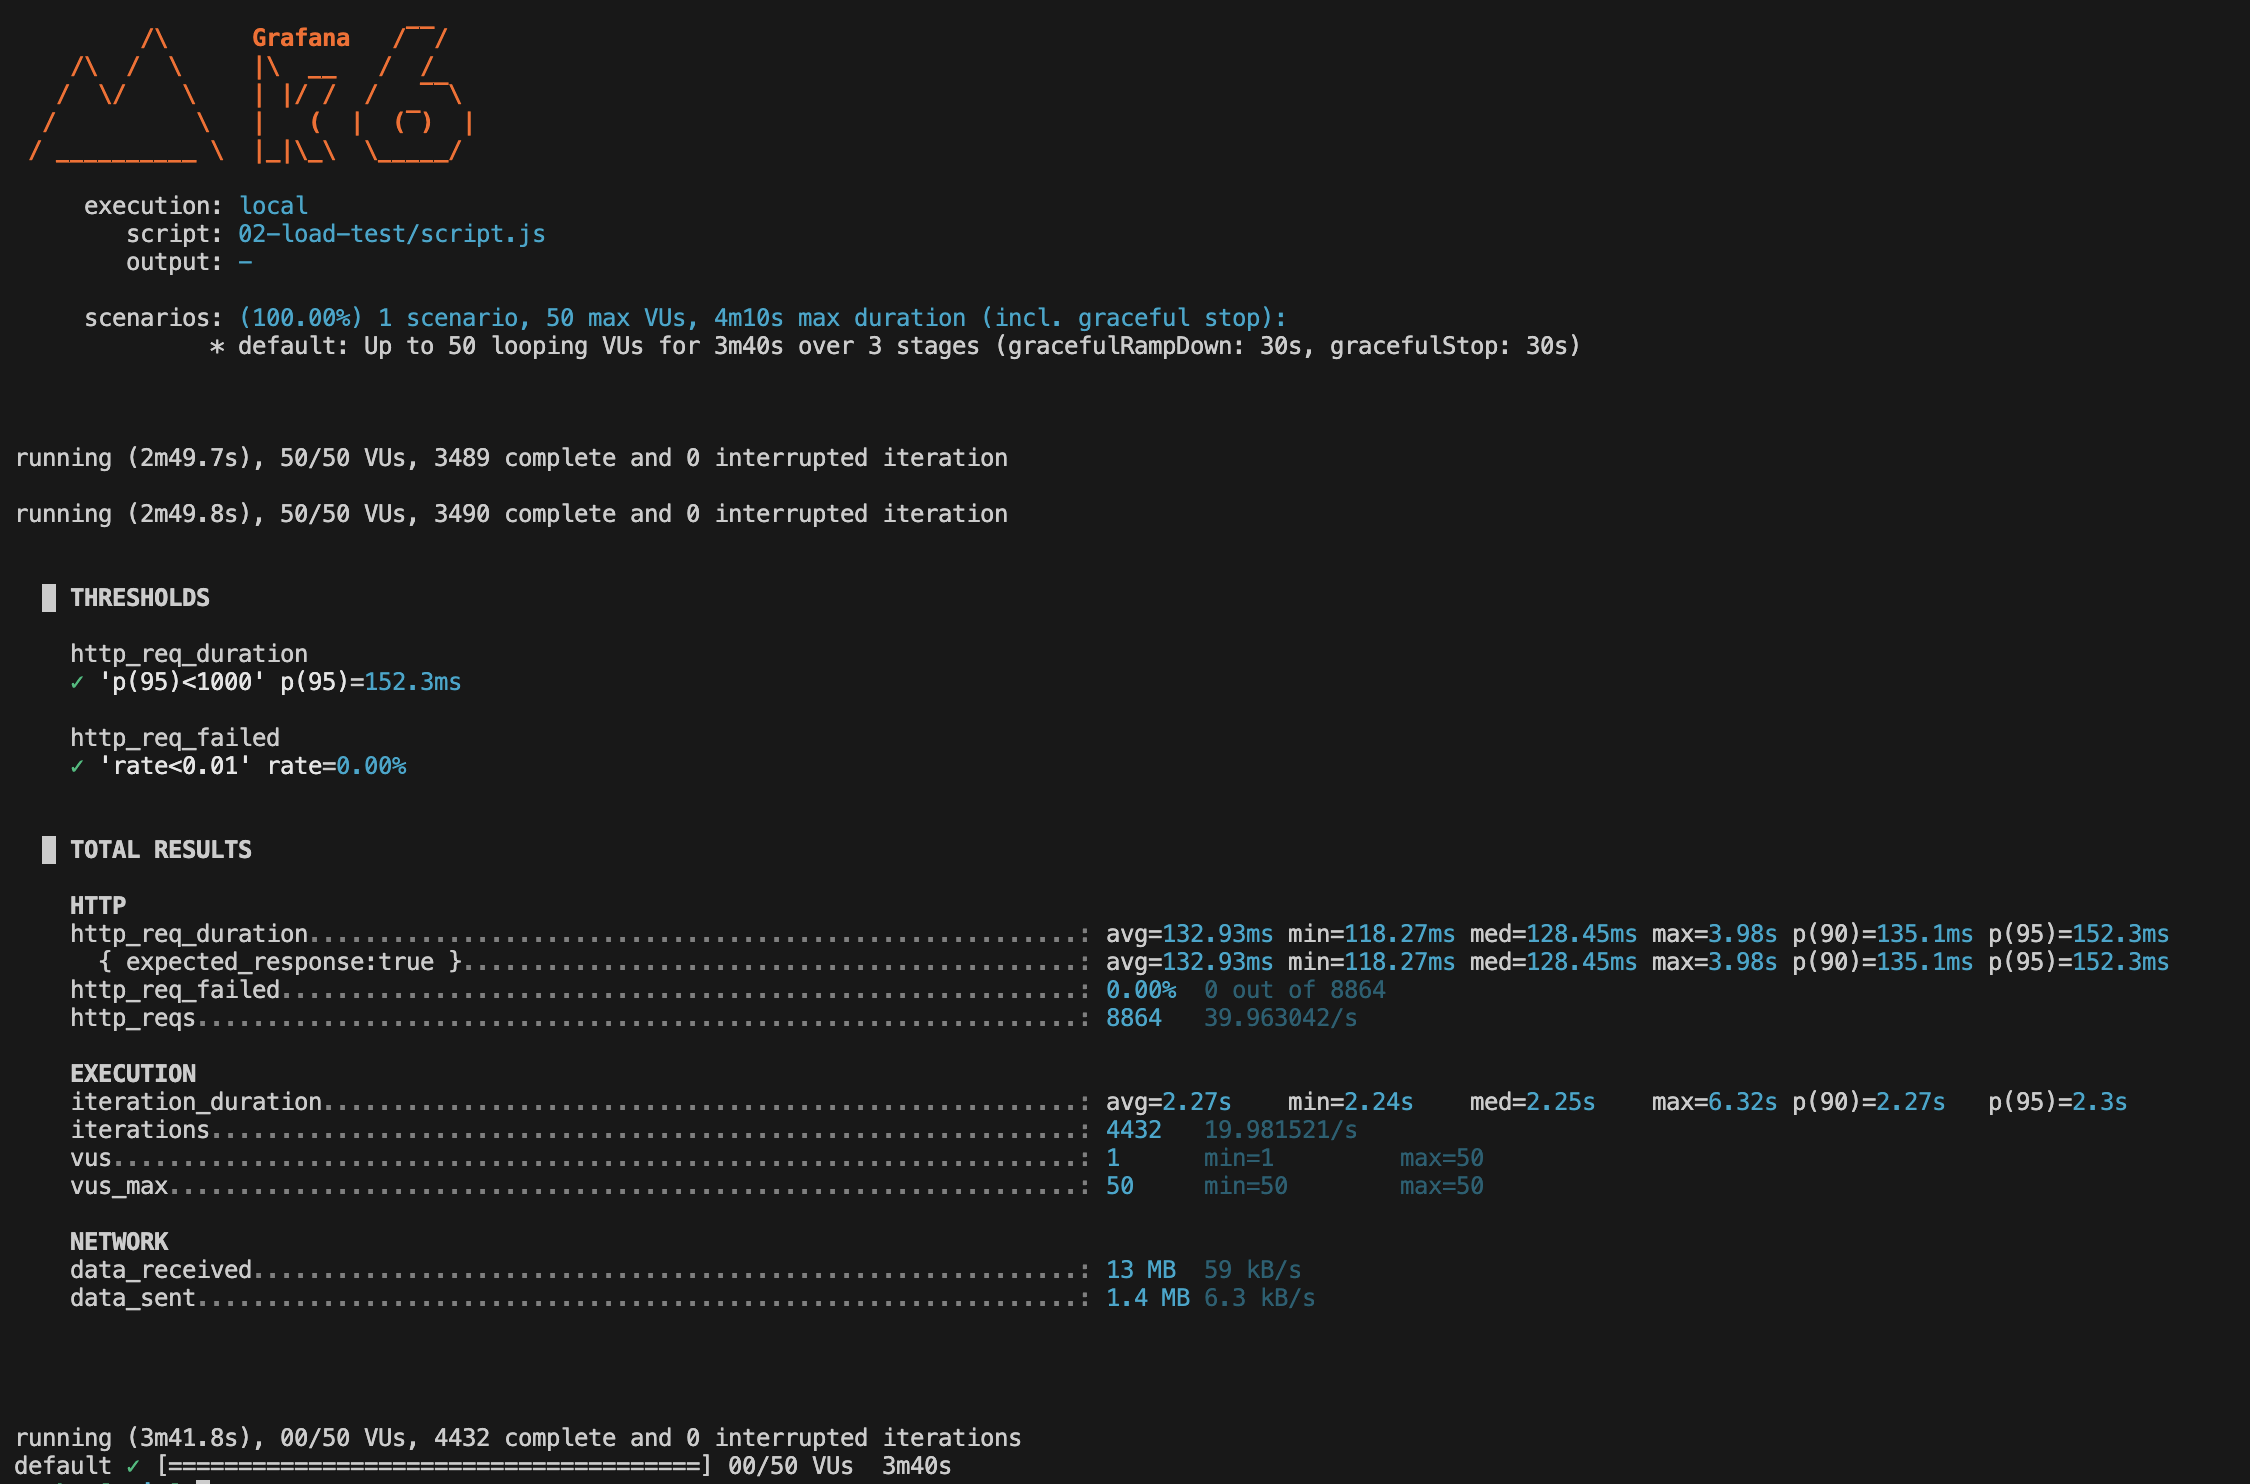 /\      Grafana   /‾‾/
    /\  /  \     |\  __   /  /
   /  \/    \    | |/ /  /   ‾‾\
  /          \   |   (  |  (‾)  |
 / __________ \  |_|\_\  \_____/
     execution: local
        script: 02-load-test/script.js
        output: -
     scenarios: (100.00%) 1 scenario, 50 max VUs, 4m10s max duration (incl. graceful stop):
              * default: Up to 50 looping VUs for 3m40s over 3 stages (gracefulRampDown: 30s, gracefulStop: 30s)
running (2m49.7s), 50/50 VUs, 3489 complete and 0 interrupted iteration
running (2m49.8s), 50/50 VUs, 3490 complete and 0 interrupted iteration
  █ THRESHOLDS
    http_req_duration
    ✓ 'p(95)<1000' p(95)=152.3ms
    http_req_failed
    ✓ 'rate<0.01' rate=0.00%
  █ TOTAL RESULTS
    HTTP
    http_req_duration.......................................................: avg=132.93ms min=118.27ms med=128.45ms max=3.98s p(90)=135.1ms p(95)=152.3ms
      { expected_response:true }............................................: avg=132.93ms min=118.27ms med=128.45ms max=3.98s p(90)=135.1ms p(95)=152.3ms
    http_req_failed.........................................................: 0.00%  0 out of 8864
    http_reqs...............................................................: 8864   39.963042/s
    EXECUTION
    iteration_duration......................................................: avg=2.27s    min=2.24s    med=2.25s    max=6.32s p(90)=2.27s   p(95)=2.3s
    iterations..............................................................: 4432   19.981521/s
    vus.....................................................................: 1      min=1         max=50
    vus_max.................................................................: 50     min=50        max=50
    NETWORK
    data_received...........................................................: 13 MB  59 kB/s
    data_sent...............................................................: 1.4 MB 6.3 kB/s
running (3m41.8s), 00/50 VUs, 4432 complete and 0 interrupted iterations
default ✓ [======================================] 00/50 VUs  3m40s